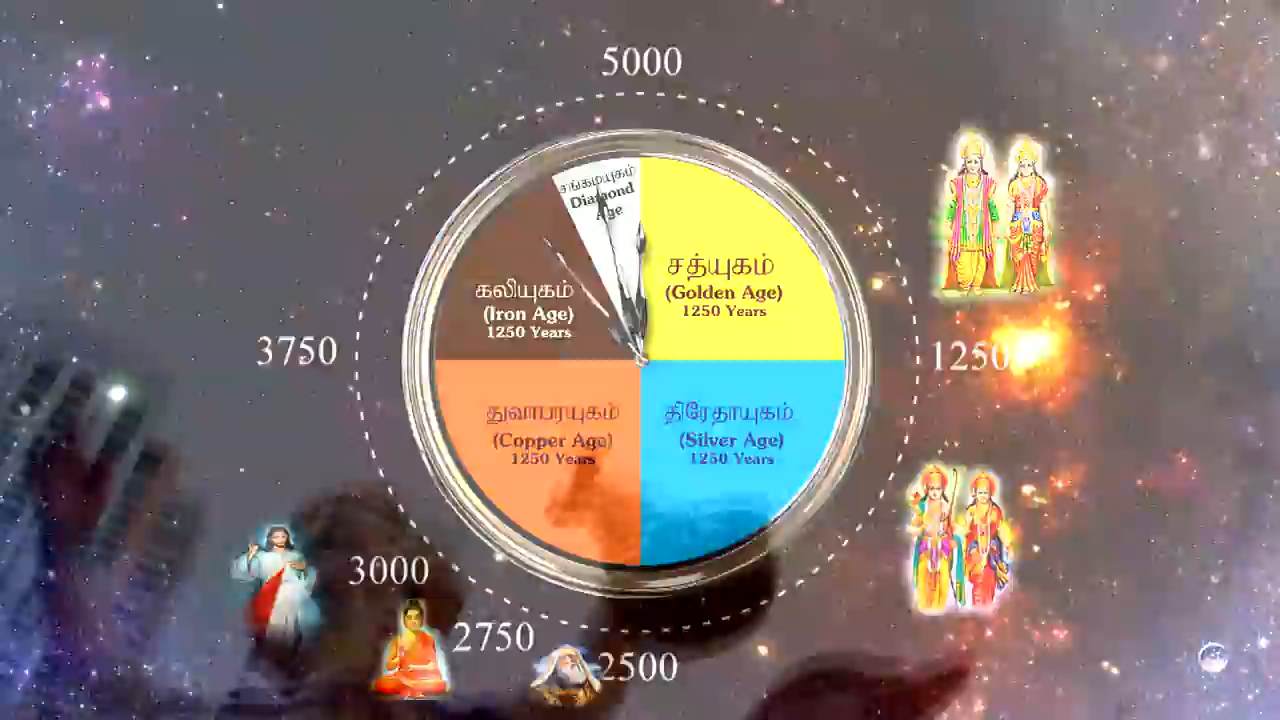 5000
சங்கமயுகம்
Diamond
Age
சத்யுகம்
(Golden Age)
1250 Years
கலியுகம்
(Iron Age)
1250 Years
3750
1250
துவாபரயுகம்
(Copper Age)
1250 Years
திரேதாயுகம்
(Silver Age)
1250 Years
3000
2750
2500